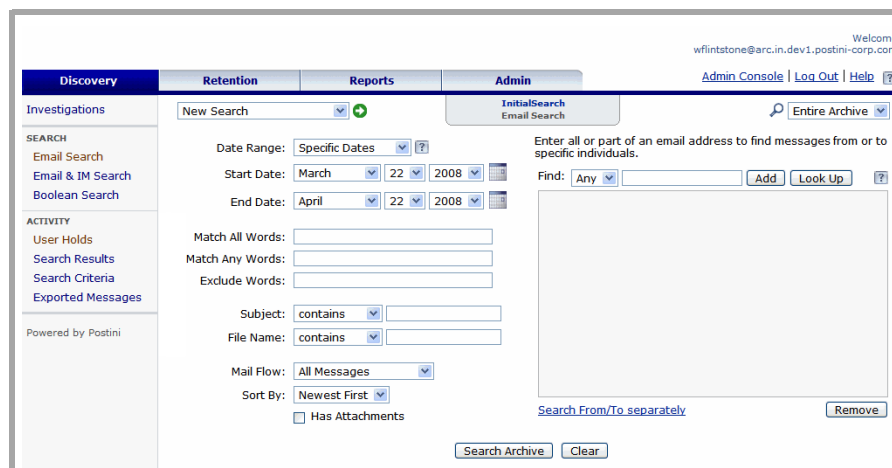 Welcom
wflintstone@arc.in.dev1.postini-corp.com
Discovery Retention Reports Admin
Admin Console | Log Out | Help ?
Investigations
New Search
InitialSearch
Email Search
Entire Archive
SEARCH
Email Search
Email & IM Search
Boolean Search
ACTIVITY
User Holds
Search Results
Search Criteria
Exported Messages
Powered by Postini
Date Range: Specific Dates ?
Start Date: March 22 2008
End Date: April 22 2008
Match All Words:
Match Any Words:
Exclude Words:
Subject: contains
File Name: contains
Mail Flow: All Messages
Sort By: Newest First
Has Attachments
Enter all or part of an email address to find messages from or to
specific individuals.
Find: Any Add Look Up ?
Search From/To separately Remove
Search Archive Clear